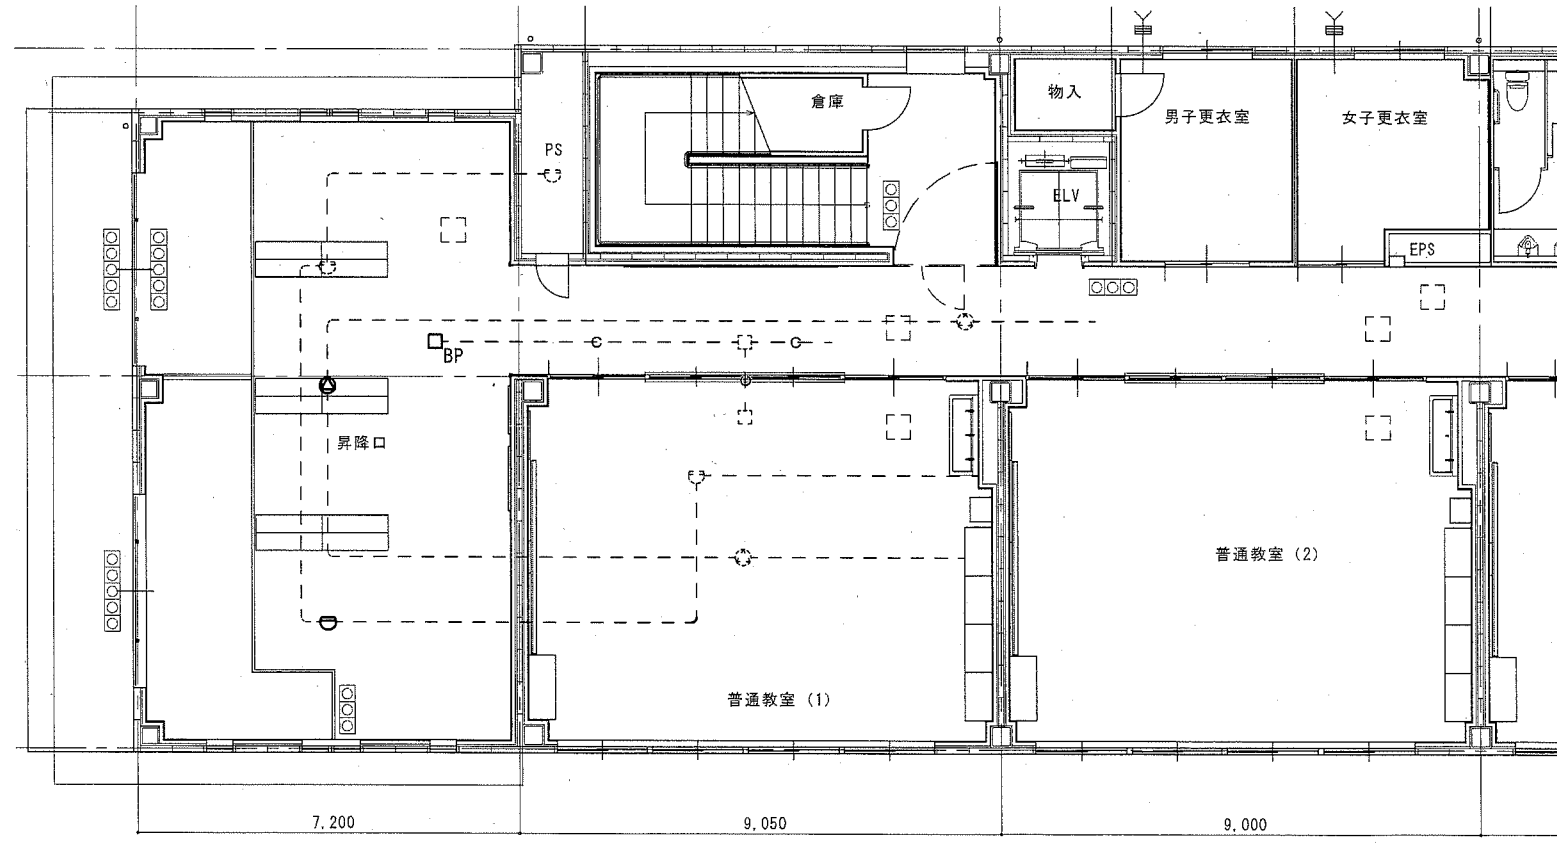 倉庫
物入
男子更衣室
女子更衣室
PS
ELV
EPS
BP
昇降口
普通教室 (2)
普通教室 (1)
7,200
9,050
9,000